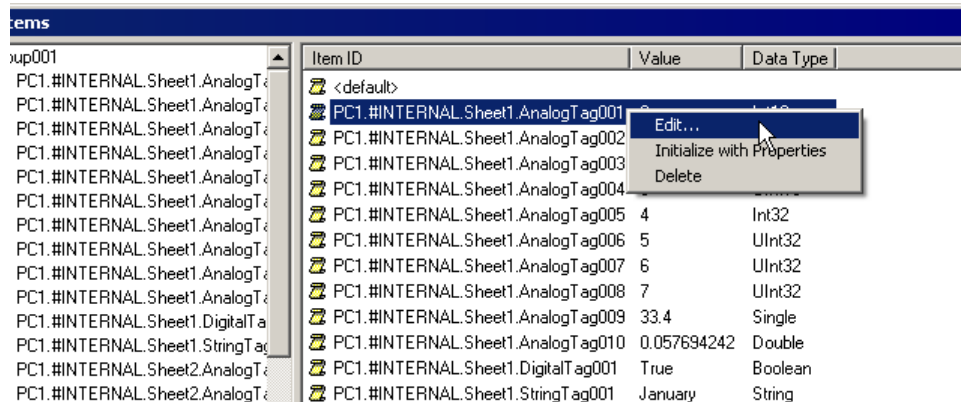 ems
oup001
PC1.#INTERNAL.Sheet1.AnalogTa
PC1.#INTERNAL.Sheet1.AnalogTa
PC1.#INTERNAL.Sheet1.AnalogTa
PC1.#INTERNAL.Sheet1.AnalogTa
PC1.#INTERNAL.Sheet1.AnalogTa
PC1.#INTERNAL.Sheet1.AnalogTa
PC1.#INTERNAL.Sheet1.AnalogTa
PC1.#INTERNAL.Sheet1.AnalogTa
PC1.#INTERNAL.Sheet1.AnalogTa
PC1.#INTERNAL.Sheet1.AnalogTa
PC1.#INTERNAL.Sheet1.DigitalTa
PC1.#INTERNAL.Sheet1.StringTag
PC1.#INTERNAL.Sheet2.AnalogTa
PC1.#INTERNAL.Sheet2.AnalogTa
Item ID Value Data Type
<default>
PC1.#INTERNAL.Sheet1.AnalogTag001
PC1.#INTERNAL.Sheet1.AnalogTag002
PC1.#INTERNAL.Sheet1.AnalogTag003
PC1.#INTERNAL.Sheet1.AnalogTag004
PC1.#INTERNAL.Sheet1.AnalogTag005 4 Int32
PC1.#INTERNAL.Sheet1.AnalogTag006 5 UInt32
PC1.#INTERNAL.Sheet1.AnalogTag007 6 UInt32
PC1.#INTERNAL.Sheet1.AnalogTag008 7 UInt32
PC1.#INTERNAL.Sheet1.AnalogTag009 33.4 Single
PC1.#INTERNAL.Sheet1.AnalogTag010 0.057694242 Double
PC1.#INTERNAL.Sheet1.DigitalTag001 True Boolean
PC1.#INTERNAL.Sheet1.StringTag001 January String
Edit...
Initialize with Properties
Delete